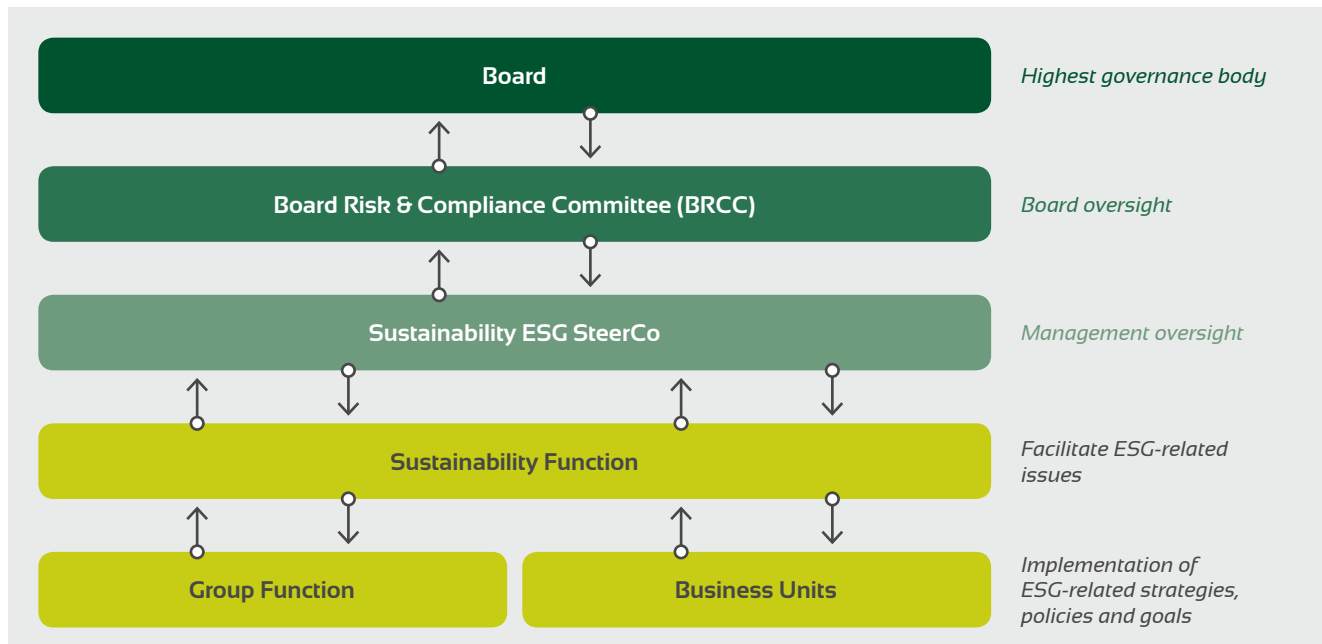 Board
Highest governance body
Board Risk & Compliance Committee (BRCC)
Board oversight
Sustainability ESG SteerCo
Management oversight
Sustainability Function
Facilitate ESG-related
issues
Group Function
Business Units
Implementation of
ESG-related strategies,
policies and goals